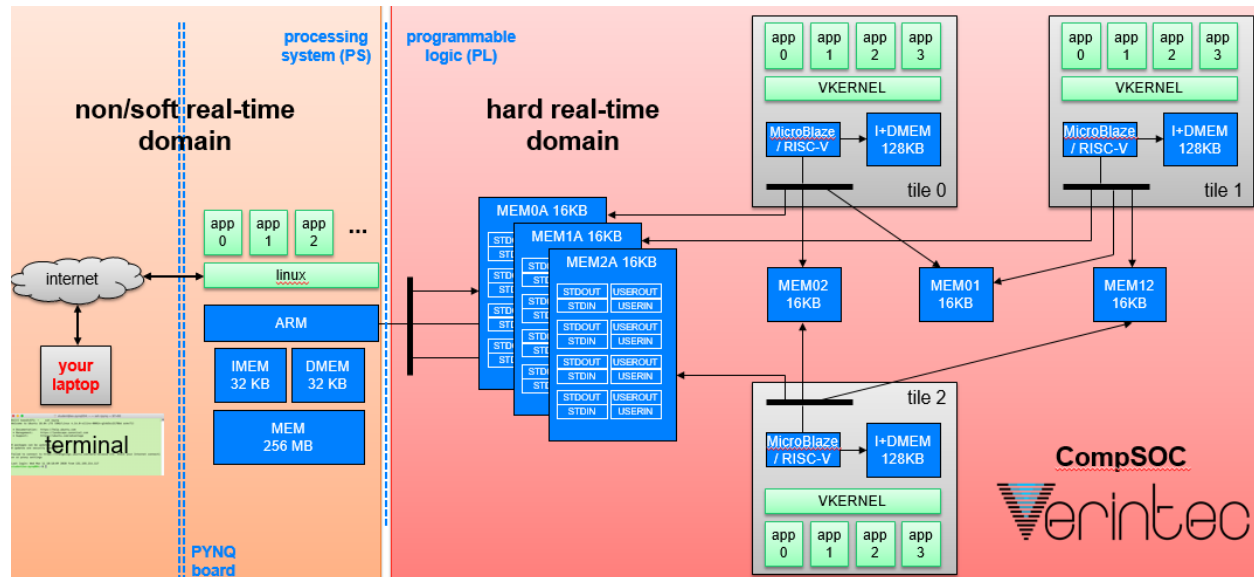 processing
system (PS)
programmable
logic (PL)
non/soft real-time
domain
hard real-time
domain
app
0
app
1
app
2
...
linux
internet
your
laptop
terminal
ARM
IMEM
32 KB
DMEM
32 KB
MEM
256 MB
PYNQ
board
MEM0A 16KB
STDOUT
STDIN
MEM1A 16KB
STDOUT
STDIN
MEM2A 16KB
STDOUT USEROUT
STDIN USERIN
STDOUT USEROUT
STDIN USERIN
STDOUT USEROUT
STDIN USERIN
STDOUT USEROUT
STDIN USERIN
app
0
app
1
app
2
app
3
VKERNEL
MicroBlaze
/ RISC-V
I+DMEM
128KB
tile 0
app
0
app
1
app
2
app
3
VKERNEL
MicroBlaze
/ RISC-V
I+DMEM
128KB
tile 1
MEM02
16KB
MEM01
16KB
MEM12
16KB
tile 2
MicroBlaze
/ RISC-V
I+DMEM
128KB
VKERNEL
app
0
app
1
app
2
app
3
CompSOC
Verintec